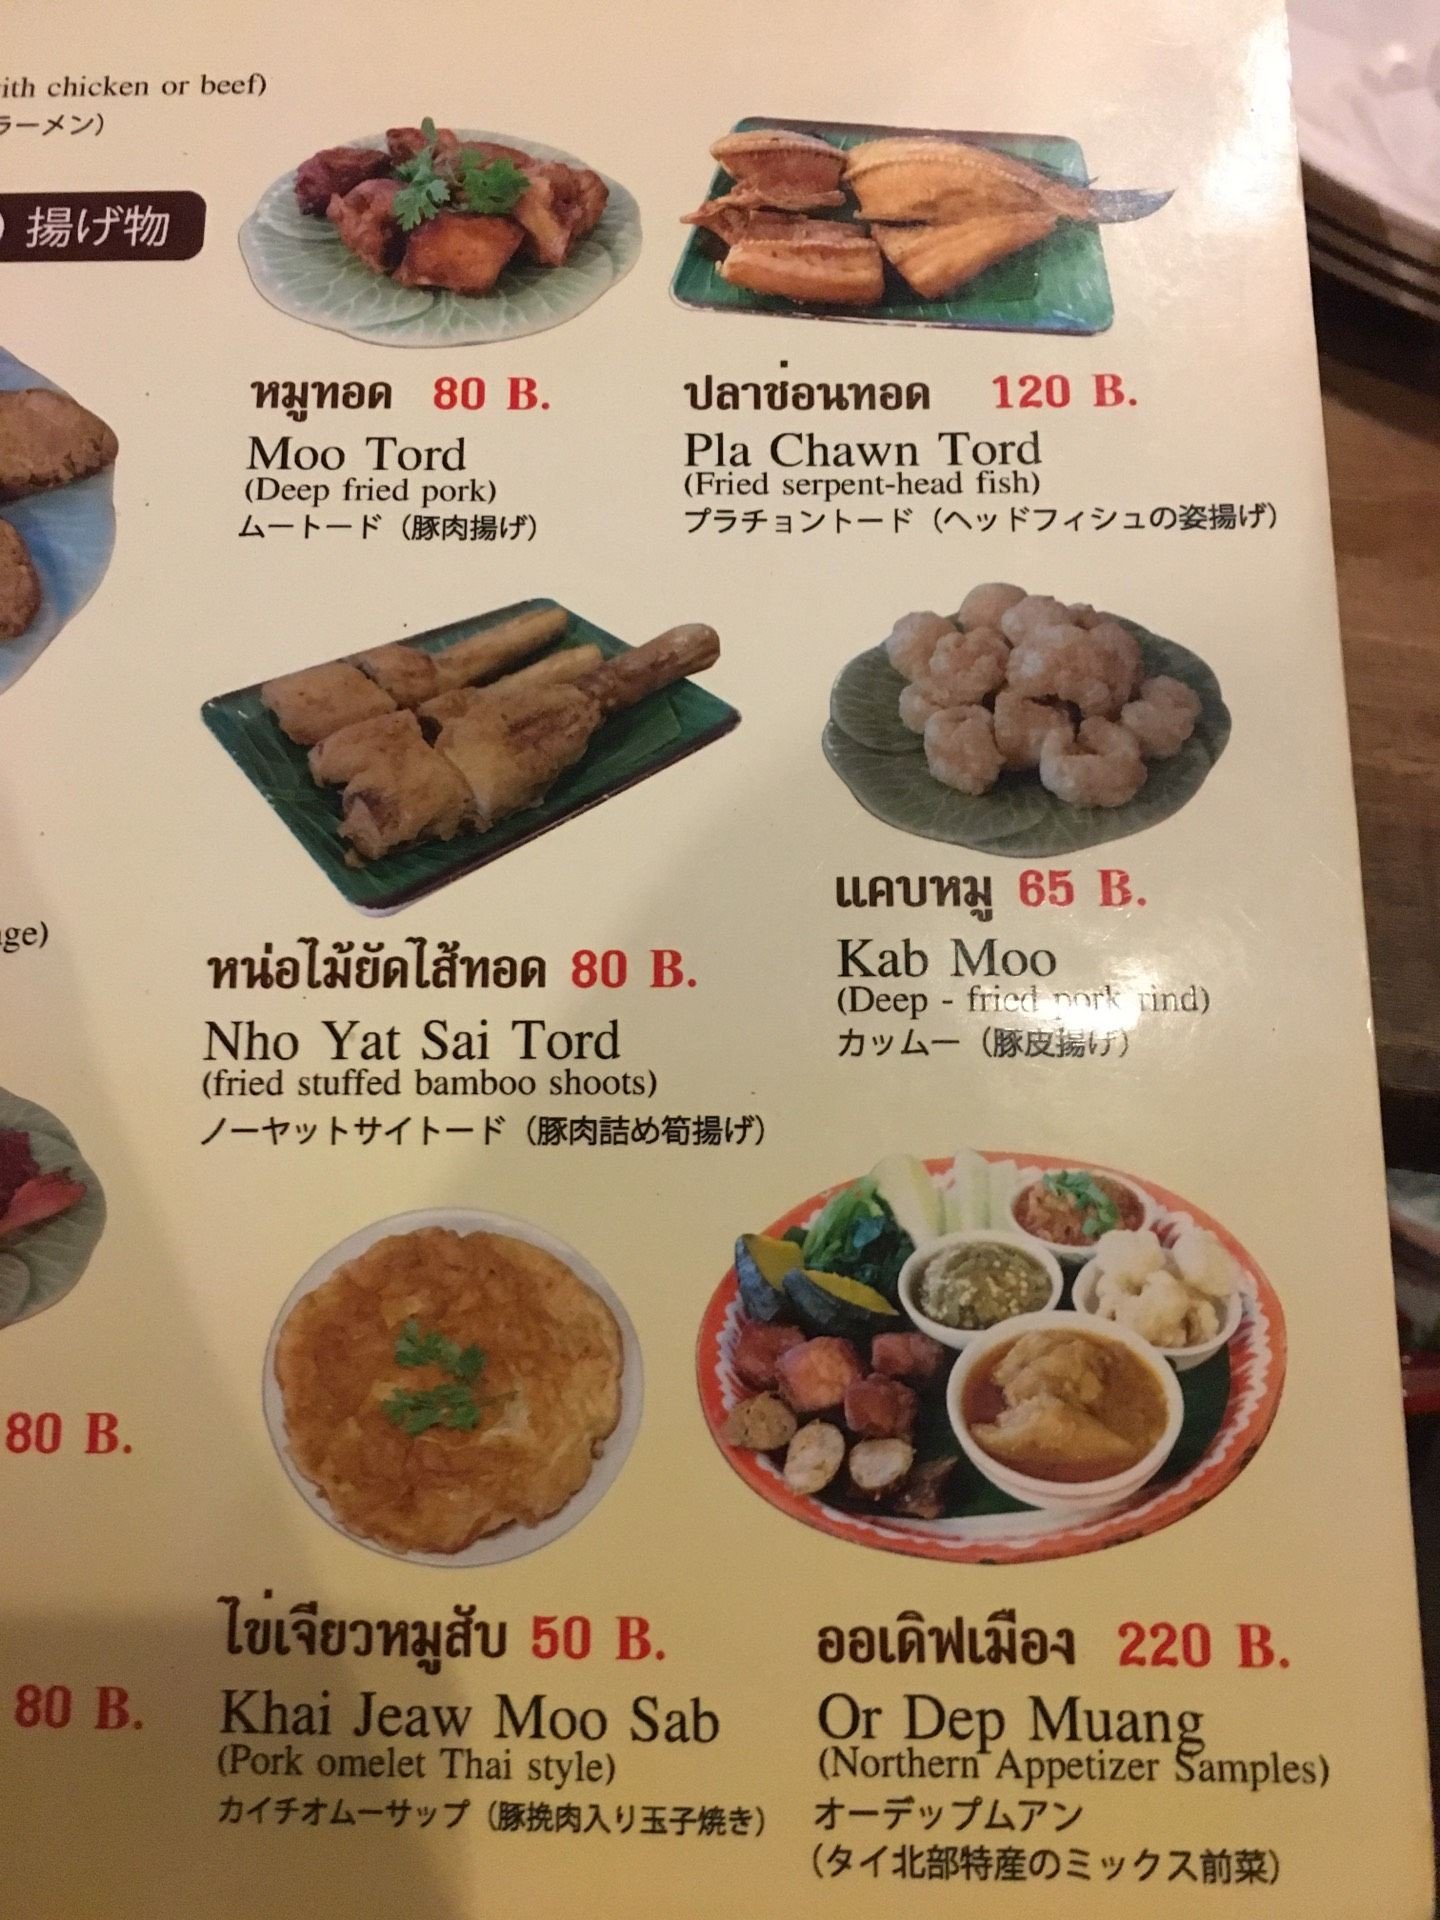 ith chicken or beef)
ラーメン）
揚げ物
หมูทอด 80 B.
Moo Tord
(Deep fried pork)
ムートード（豚肉揚げ）
ปลาช่อนทอด 120 B.
Pla Chawn Tord
(Fried serpent-head fish)
プラチョントード（ヘッドフィシュの姿揚げ）
หน่อไม้ยัดไส้ทอด 80 B.
Nho Yat Sai Tord
(fried stuffed bamboo shoots)
ノーヤットサイトード（豚肉詰め筍揚げ）
แคบหมู 65 B.
Kab Moo
(Deep - fried pork rind)
カッムー（豚皮揚げ）
ge)
80 B.
80 B.
ไข่เจียวหมูสับ 50 B.
Khai Jeaw Moo Sab
(Pork omelet Thai style)
カイチオムーサップ（豚挽肉入り玉子焼き）
ออเดิฟเมือง 220 B.
Or Dep Muang
(Northern Appetizer Samples)
オーデップムアン
（タイ北部特産のミックス前菜）